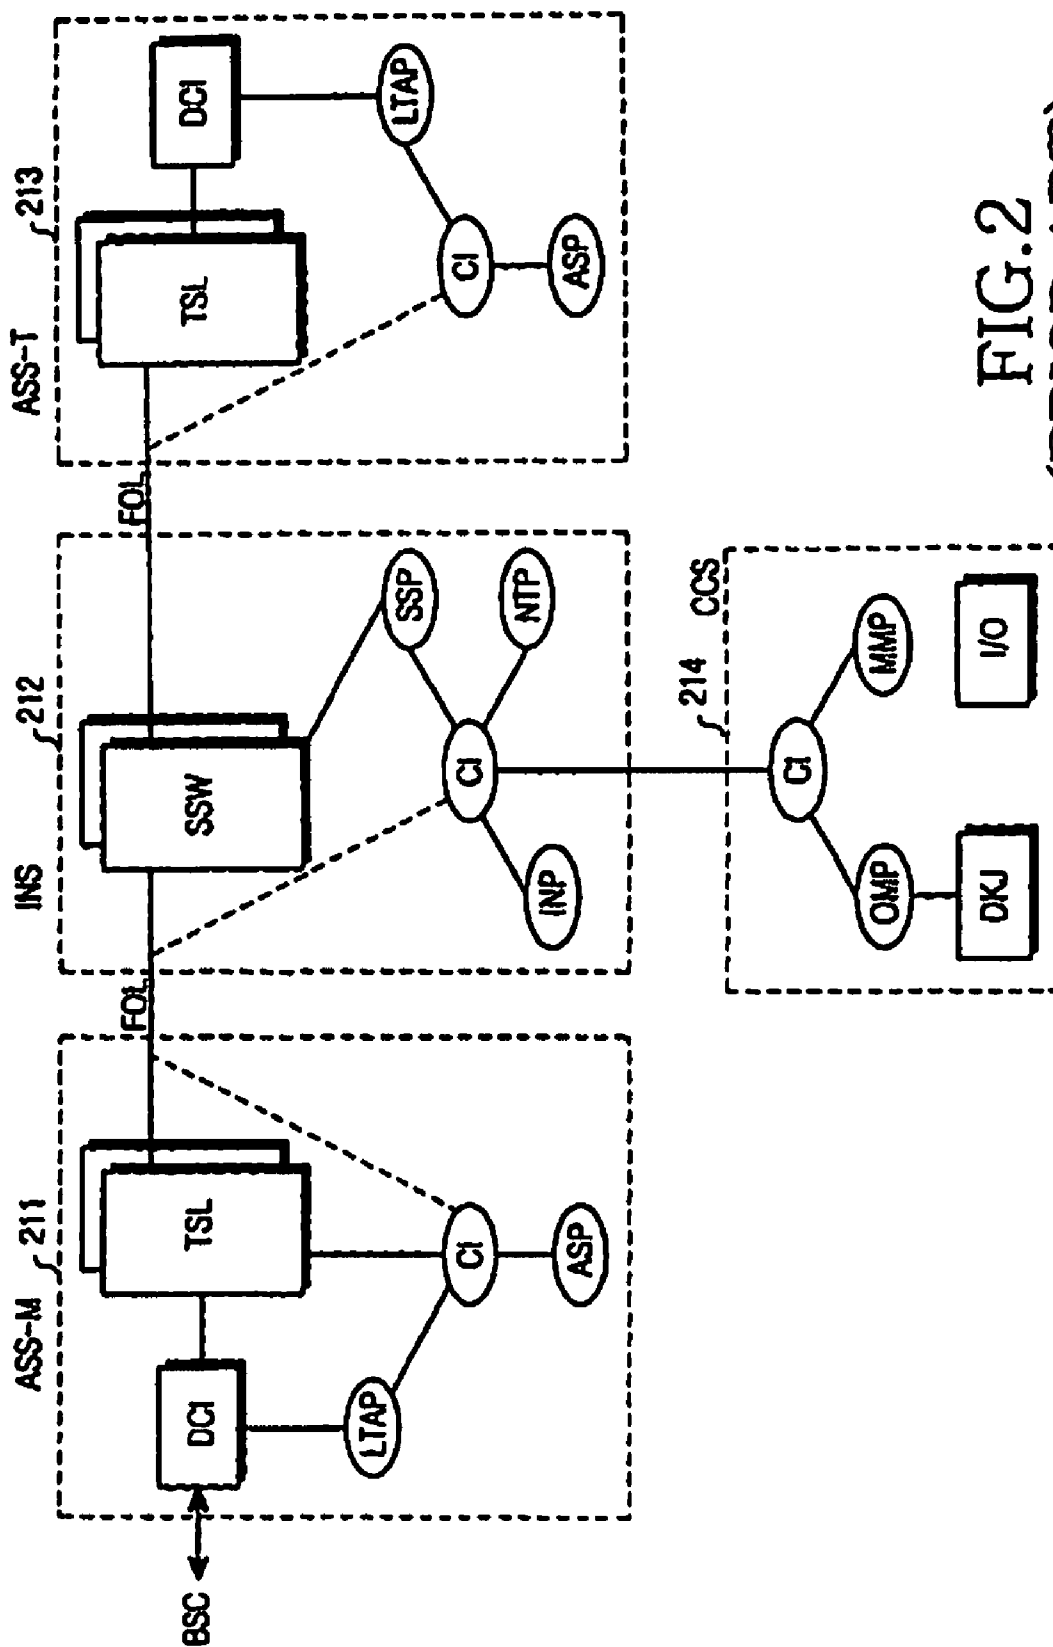 ASS-M 211
INS 212
ASS-T 213
BSC
DCI
TSL
FOL
SSW
FOL
TSL
DCI
LTAP
CI
ASP
INP
CI
SSP
NTP
CI
LTAP
ASP
214 CCS
CI
OMP
MMP
DKJ
I/O
FIG.2